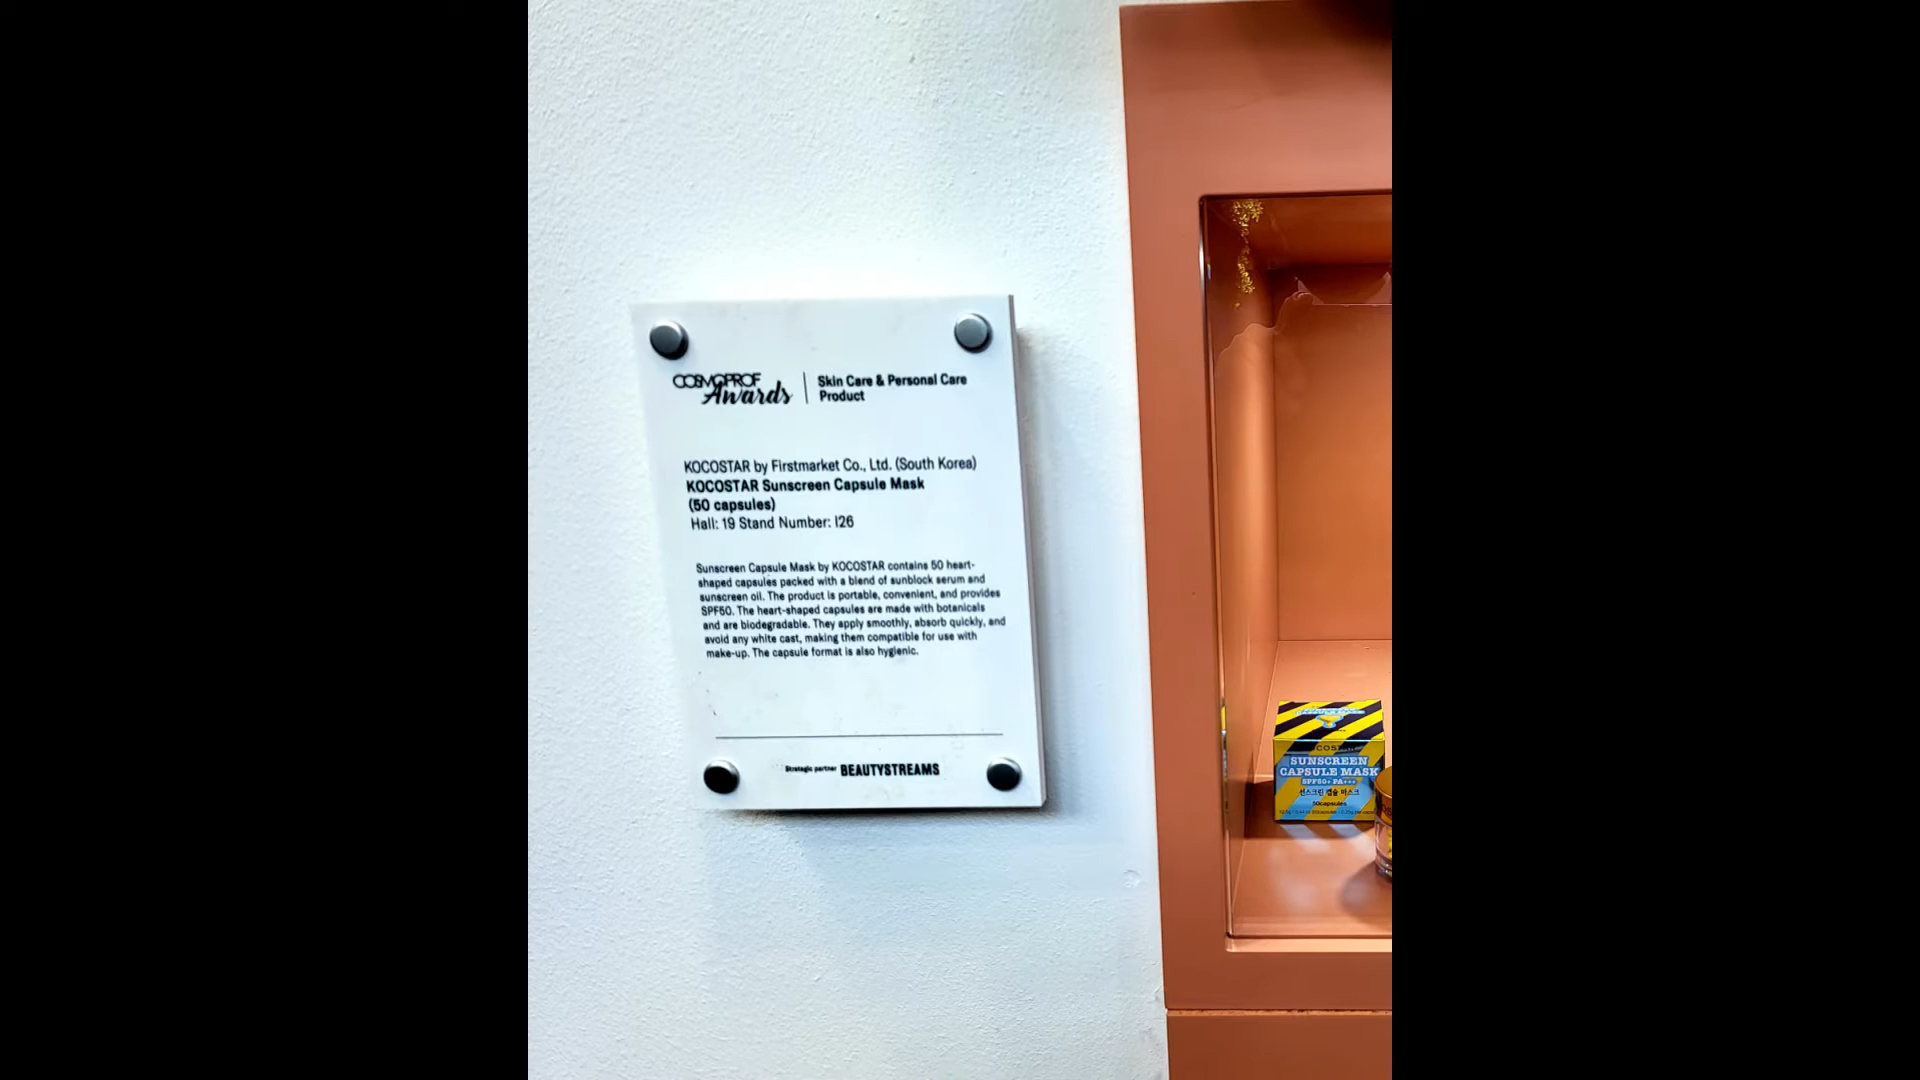 COSMOPROF
Awards
Skin Care & Personal Care
Product
KOCOSTAR by Firstmarket Co., Ltd. (South Korea)
KOCOSTAR Sunscreen Capsule Mask
(50 capsules)
Hall: 19 Stand Number: I26
Sunscreen Capsule Mask by KOCOSTAR contains 50 heart-
shaped capsules packed with a blend of sunblock serum and
sunscreen oil. The product is portable, convenient, and provides
SPF50. The heart-shaped capsules are made with botanicals
and are biodegradable. They apply smoothly, absorb quickly, and
avoid any white cast, making them compatible for use with
make-up. The capsule format is also hygienic.
Strategic partner BEAUTYSTREAMS
SUNSCREEN
CAPSULE MASK
SPF50+ PA+++
선스크린 캡슐 마스크
50capsules